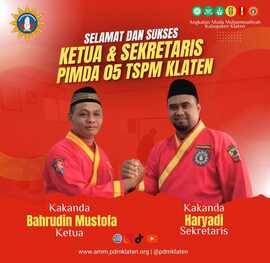 Angkatan Muda Muhammadiyah
Kabupaten Klaten
SELAMAT DAN SUKSES
KETUA & SEKRETARIS
PIMDA 05 TSPM KLATEN
Kakanda
Bahrudin Mustofa
Ketua
Kakanda
Haryadi
Sekretaris
www.amm.pdmklaten.org | @pdmklaten